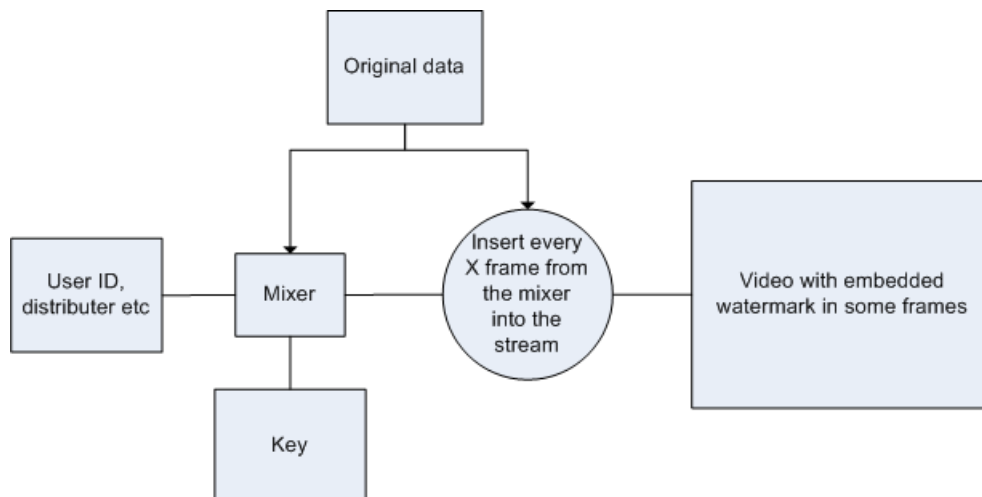 Original data
User ID,
distributer etc
Mixer
Insert every
X frame from
the mixer
into the
stream
Video with embedded
watermark in some frames
Key